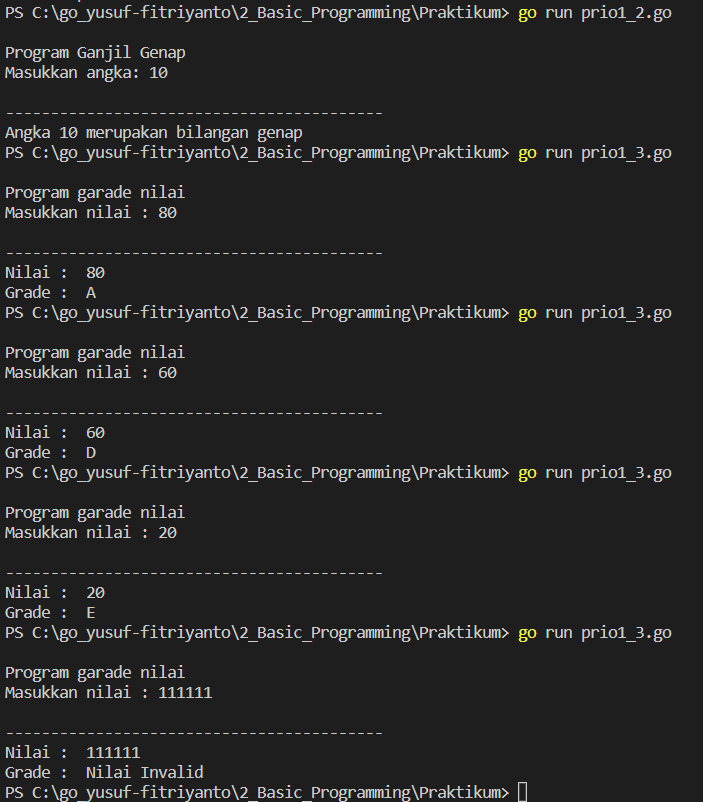 PS C:\go_yusuf-fitriyanto\2_Basic_Programming\Praktikum> go run prio1_2.go
Program Ganjil Genap
Masukkan angka: 10
------------------------------------------
Angka 10 merupakan bilangan genap
PS C:\go_yusuf-fitriyanto\2_Basic_Programming\Praktikum> go run prio1_3.go
Program garade nilai
Masukkan nilai : 80
------------------------------------------
Nilai :  80
Grade :  A
PS C:\go_yusuf-fitriyanto\2_Basic_Programming\Praktikum> go run prio1_3.go
Program garade nilai
Masukkan nilai : 60
------------------------------------------
Nilai :  60
Grade :  D
PS C:\go_yusuf-fitriyanto\2_Basic_Programming\Praktikum> go run prio1_3.go
Program garade nilai
Masukkan nilai : 20
------------------------------------------
Nilai :  20
Grade :  E
PS C:\go_yusuf-fitriyanto\2_Basic_Programming\Praktikum> go run prio1_3.go
Program garade nilai
Masukkan nilai : 111111
------------------------------------------
Nilai :  111111
Grade :  Nilai Invalid
PS C:\go_yusuf-fitriyanto\2_Basic_Programming\Praktikum>